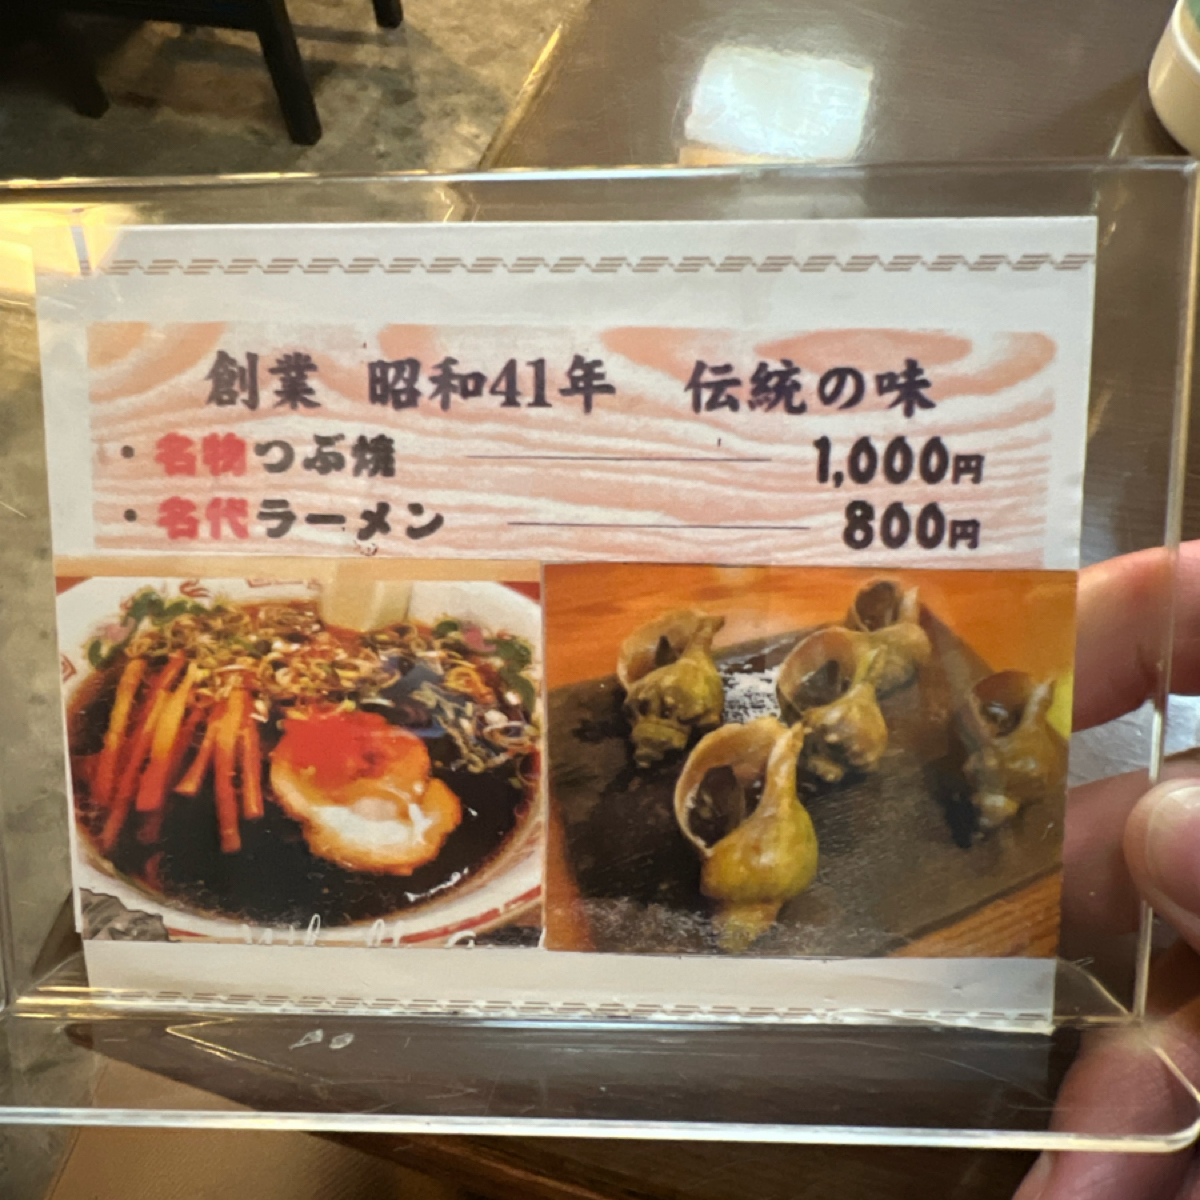 創業 昭和41年 伝統の味
・名物つぶ焼 1,000円
・名代ラーメン 800円